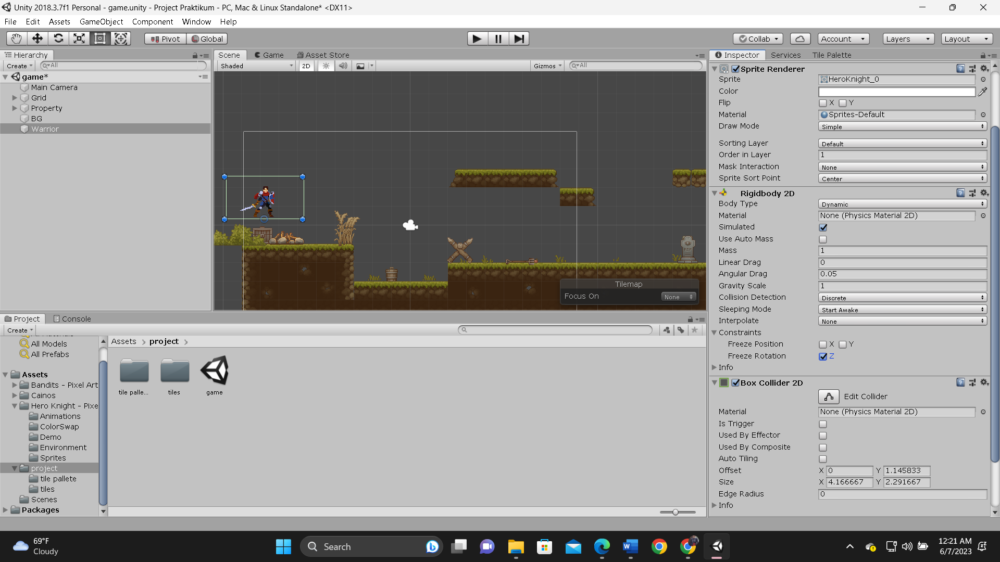 Unity 2018.3.7f1 Personal - game.unity - Project Praktikum - PC, Mac & Linux Standalone* <DX11>
File Edit Assets GameObject Component Window Help
Pivot Global Collab Account Layers Layout
Hierarchy
Create All
game*
Main Camera
Grid
Property
BG
Warrior
Scene Game Asset Store
Shaded 2D Gizmos All
Tilemap
Focus On None
Inspector Services Tile Palette
Sprite Renderer
Sprite HeroKnight_0
Color
Flip X Y
Material Sprites-Default
Draw Mode Simple
Sorting Layer Default
Order in Layer 1
Mask Interaction None
Sprite Sort Point Center
Rigidbody 2D
Body Type Dynamic
Material None (Physics Material 2D)
Simulated
Use Auto Mass
Mass 1
Linear Drag 0
Angular Drag 0.05
Gravity Scale 1
Collision Detection Discrete
Sleeping Mode Start Awake
Interpolate None
Constraints
Freeze Position X Y
Freeze Rotation Z
Info
Box Collider 2D
Edit Collider
Material None (Physics Material 2D)
Is Trigger
Used By Effector
Used By Composite
Auto Tiling
Offset X 0 Y 1.145833
Size X 4.166667 Y 2.291667
Edge Radius 0
Info
Project Console
Create
All Models
All Prefabs
Assets
Bandits - Pixel Art
Cainos
Hero Knight - Pixe
Animations
ColorSwap
Demo
Environment
Sprites
project
tile pallete
tiles
Scenes
Packages
Assets project
tile palle... tiles game
69°F
Cloudy
Search
12:21 AM
6/7/2023